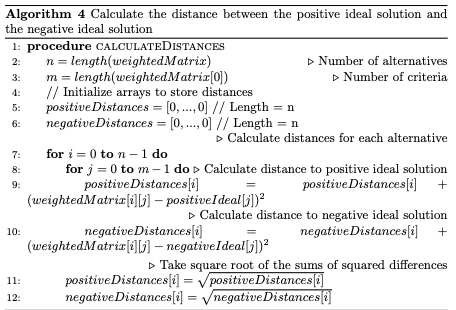 Algorithm 4 Calculate the distance between the positive ideal solution and
the negative ideal solution
1: procedure CALCULATEDISTANCES
2: n = length(weightedMatrix) ▷ Number of alternatives
3: m = length(weightedMatrix[0]) ▷ Number of criteria
4: // Initialize arrays to store distances
5: positiveDistances = [0, ..., 0] // Length = n
6: negativeDistances = [0, ..., 0] // Length = n
▷ Calculate distances for each alternative
7: for i = 0 to n − 1 do
8: for j = 0 to m − 1 do ▷ Calculate distance to positive ideal solution
9: positiveDistances[i] = positiveDistances[i] +
(weightedMatrix[i][j] − positiveIdeal[j])²
▷ Calculate distance to negative ideal solution
10: negativeDistances[i] = negativeDistances[i] +
(weightedMatrix[i][j] − negativeIdeal[j])²
▷ Take square root of the sums of squared differences
11: positiveDistances[i] = √positiveDistances[i]
12: negativeDistances[i] = √negativeDistances[i]